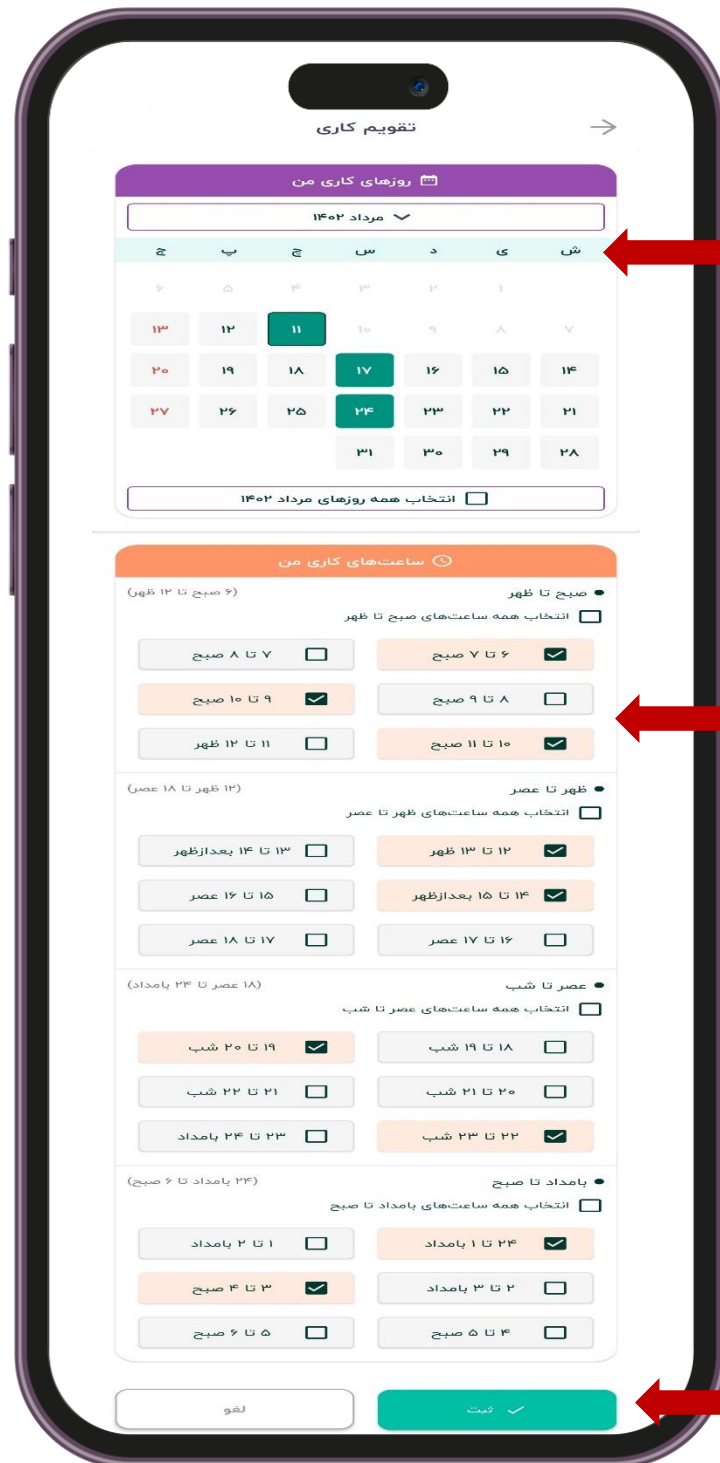 تقویم کاری
روزهای کاری من
مرداد ۱۴۰۲
ش ی د س چ پ ج
۱ ۲ ۳ ۴ ۵ ۶
۷ ۸ ۹ ۱۰ ۱۱ ۱۲ ۱۳
۱۴ ۱۵ ۱۶ ۱۷ ۱۸ ۱۹ ۲۰
۲۱ ۲۲ ۲۳ ۲۴ ۲۵ ۲۶ ۲۷
۲۸ ۲۹ ۳۰ ۳۱
انتخاب همه روزهای مرداد ۱۴۰۲
ساعت‌های کاری من
صبح تا ظهر (۶ صبح تا ۱۲ ظهر)
انتخاب همه ساعت‌های صبح تا ظهر
۶ تا ۷ صبح ۷ تا ۸ صبح
۸ تا ۹ صبح ۹ تا ۱۰ صبح
۱۰ تا ۱۱ صبح ۱۱ تا ۱۲ ظهر
ظهر تا عصر (۱۲ ظهر تا ۱۸ عصر)
انتخاب همه ساعت‌های ظهر تا عصر
۱۲ تا ۱۳ ظهر ۱۳ تا ۱۴ بعدازظهر
۱۴ تا ۱۵ بعدازظهر ۱۵ تا ۱۶ عصر
۱۶ تا ۱۷ عصر ۱۷ تا ۱۸ عصر
عصر تا شب (۱۸ عصر تا ۲۴ بامداد)
انتخاب همه ساعت‌های عصر تا شب
۱۸ تا ۱۹ شب ۱۹ تا ۲۰ شب
۲۰ تا ۲۱ شب ۲۱ تا ۲۲ شب
۲۲ تا ۲۳ شب ۲۳ تا ۲۴ بامداد
بامداد تا صبح (۲۴ بامداد تا ۶ صبح)
انتخاب همه ساعت‌های بامداد تا صبح
۲۴ تا ۱ بامداد ۱ تا ۲ بامداد
۲ تا ۳ بامداد ۳ تا ۴ صبح
۴ تا ۵ صبح ۵ تا ۶ صبح
ثبت لغو